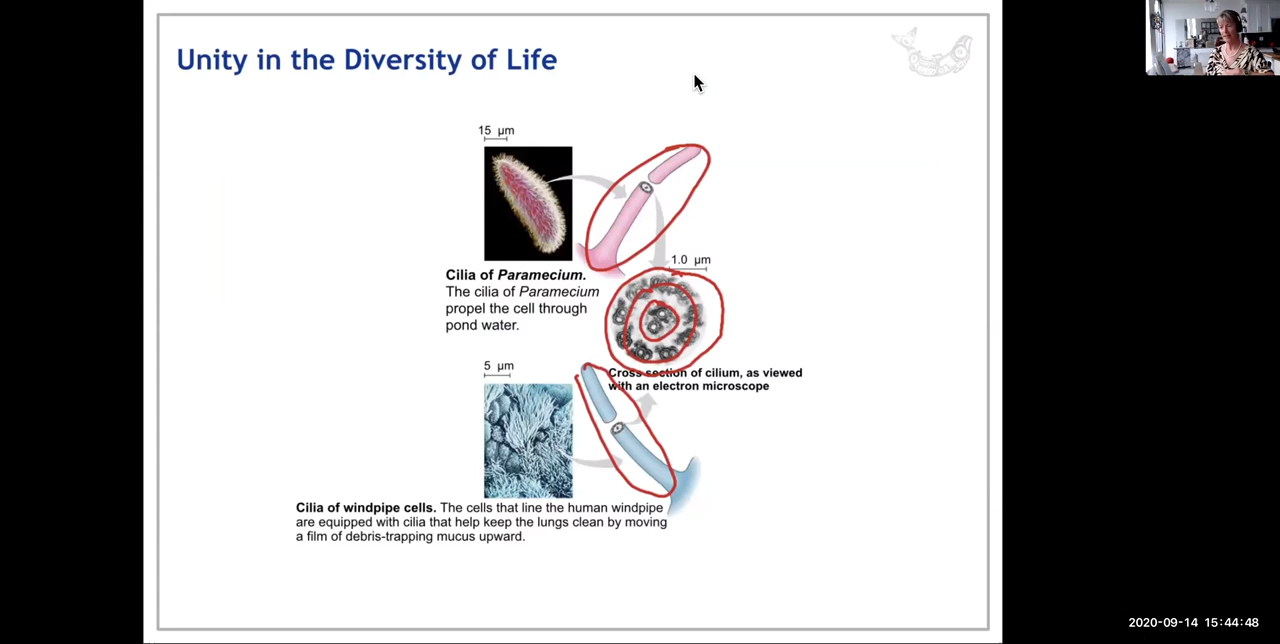 Unity in the Diversity of Life
15 μm
Cilia of Paramecium.
The cilia of Paramecium
propel the cell through
pond water.
1.0 μm
Cross section of cilium, as viewed
with an electron microscope
5 μm
Cilia of windpipe cells. The cells that line the human windpipe
are equipped with cilia that help keep the lungs clean by moving
a film of debris-trapping mucus upward.
2020-09-14 15:44:48